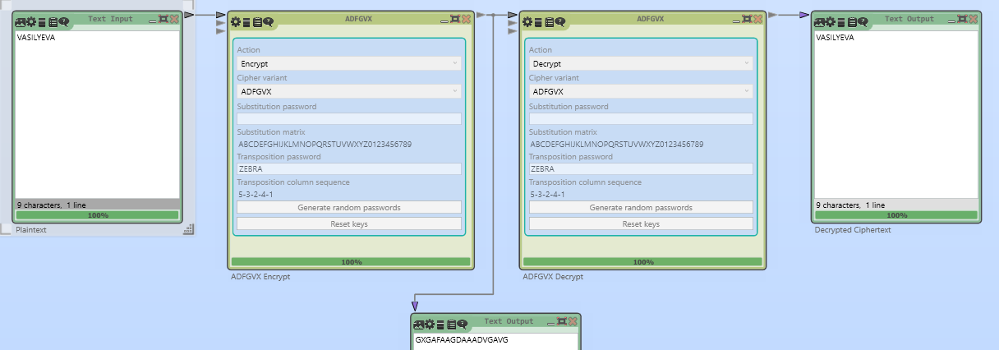 Text Input
VASILYEVA
9 characters,  1 line
100%
Plaintext
ADFGVX
Action
Encrypt
Cipher variant
ADFGVX
Substitution password
Substitution matrix
ABCDEFGHIJKLMNOPQRSTUVWXYZ0123456789
Transposition password
ZEBRA
Transposition column sequence
5-3-2-4-1
Generate random passwords
Reset keys
100%
ADFGVX Encrypt
ADFGVX
Action
Decrypt
Cipher variant
ADFGVX
Substitution password
Substitution matrix
ABCDEFGHIJKLMNOPQRSTUVWXYZ0123456789
Transposition password
ZEBRA
Transposition column sequence
5-3-2-4-1
Generate random passwords
Reset keys
100%
ADFGVX Decrypt
Text Output
VASILYEVA
9 characters,  1 line
100%
Decrypted Ciphertext
Text Output
GXGAFAAGDAAADVGAVG